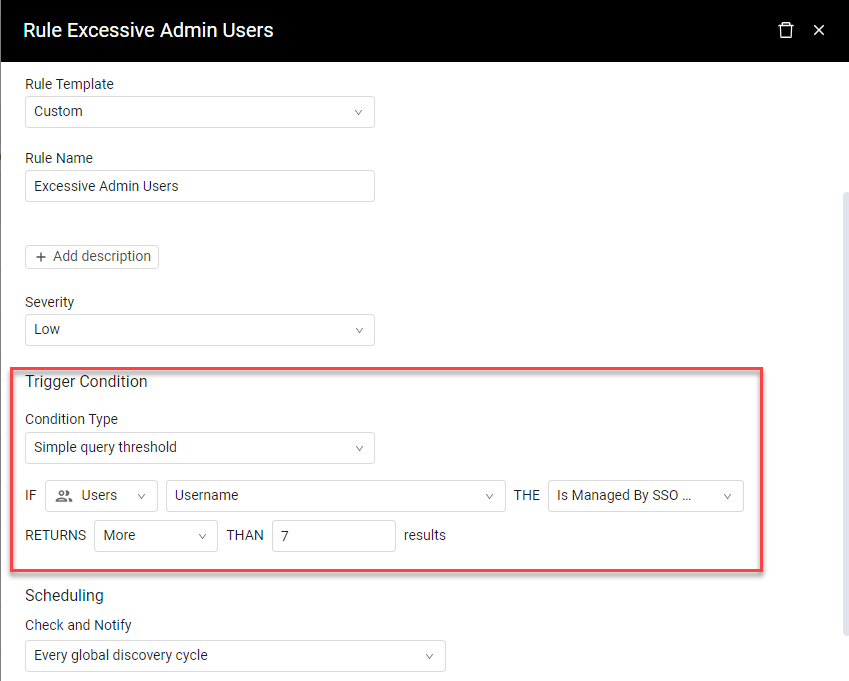 Rule Excessive Admin Users
Rule Template
Custom
Rule Name
Excessive Admin Users
+ Add description
Severity
Low
Trigger Condition
Condition Type
Simple query threshold
IF Users Username THE Is Managed By SSO ...
RETURNS More THAN 7 results
Scheduling
Check and Notify
Every global discovery cycle